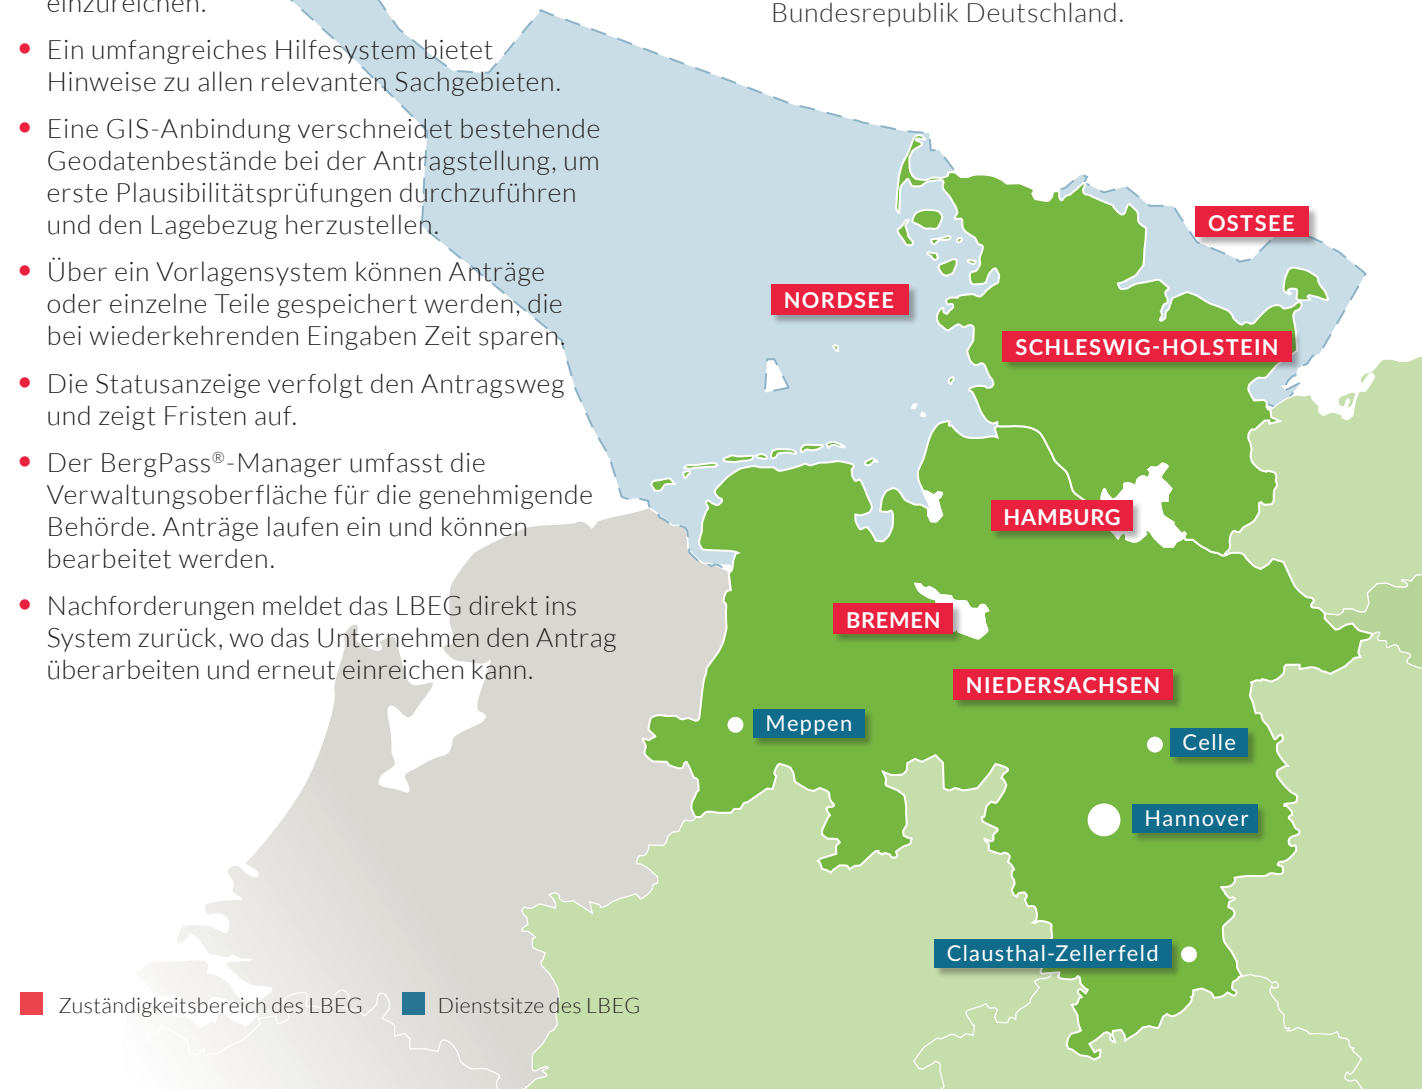 einzureichen.
• Ein umfangreiches Hilfesystem bietet
Hinweise zu allen relevanten Sachgebieten.
• Eine GIS-Anbindung verschneidet bestehende
Geodatenbestände bei der Antragstellung, um
erste Plausibilitätsprüfungen durchzuführen
und den Lagebezug herzustellen.
• Über ein Vorlagensystem können Anträge
oder einzelne Teile gespeichert werden, die
bei wiederkehrenden Eingaben Zeit sparen.
• Die Statusanzeige verfolgt den Antragsweg
und zeigt Fristen auf.
• Der BergPass®-Manager umfasst die
Verwaltungsoberfläche für die genehmigende
Behörde. Anträge laufen ein und können
bearbeitet werden.
• Nachforderungen meldet das LBEG direkt ins
System zurück, wo das Unternehmen den Antrag
überarbeiten und erneut einreichen kann.
Bundesrepublik Deutschland.
OSTSEE
NORDSEE
SCHLESWIG-HOLSTEIN
HAMBURG
BREMEN
NIEDERSACHSEN
Meppen
Celle
Hannover
Clausthal-Zellerfeld
Zuständigkeitsbereich des LBEG
Dienstsitze des LBEG